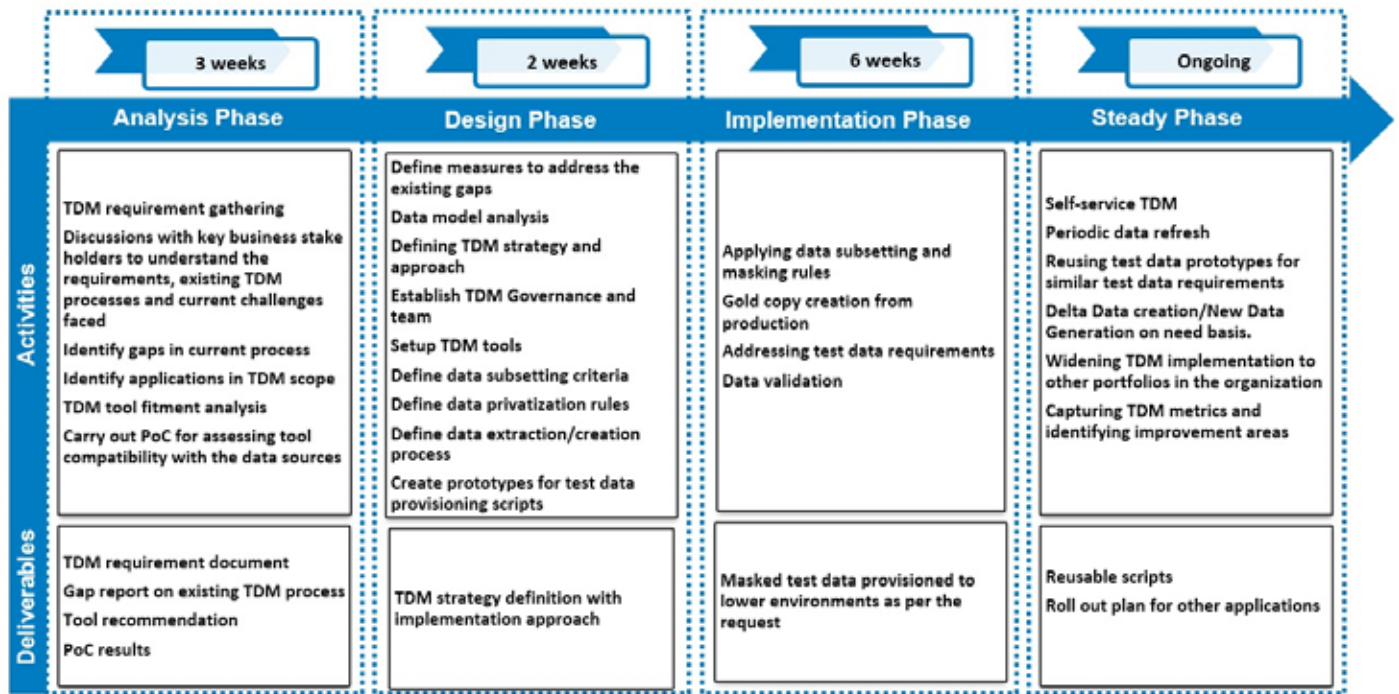 3 weeks
2 weeks
6 weeks
Ongoing
Analysis Phase
Design Phase
Implementation Phase
Steady Phase
Activities
TDM requirement gathering
Discussions with key business stake
holders to understand the
requirements, existing TDM
processes and current challenges
faced
Identify gaps in current process
Identify applications in TDM scope
TDM tool fitment analysis
Carry out PoC for assessing tool
compatibility with the data sources
Define measures to address the
existing gaps
Data model analysis
Defining TDM strategy and
approach
Establish TDM Governance and
team
Setup TDM tools
Define data subsetting criteria
Define data privatization rules
Define data extraction/creation
process
Create prototypes for test data
provisioning scripts
Applying data subsetting and
masking rules
Gold copy creation from
production
Addressing test data requirements
Data validation
Self-service TDM
Periodic data refresh
Reusing test data prototypes for
similar test data requirements
Delta Data creation/New Data
Generation on need basis.
Widening TDM implementation to
other portfolios in the organization
Capturing TDM metrics and
identifying improvement areas
Deliverables
TDM requirement document
Gap report on existing TDM process
Tool recommendation
PoC results
TDM strategy definition with
implementation approach
Masked test data provisioned to
lower environments as per the
request
Reusable scripts
Roll out plan for other applications